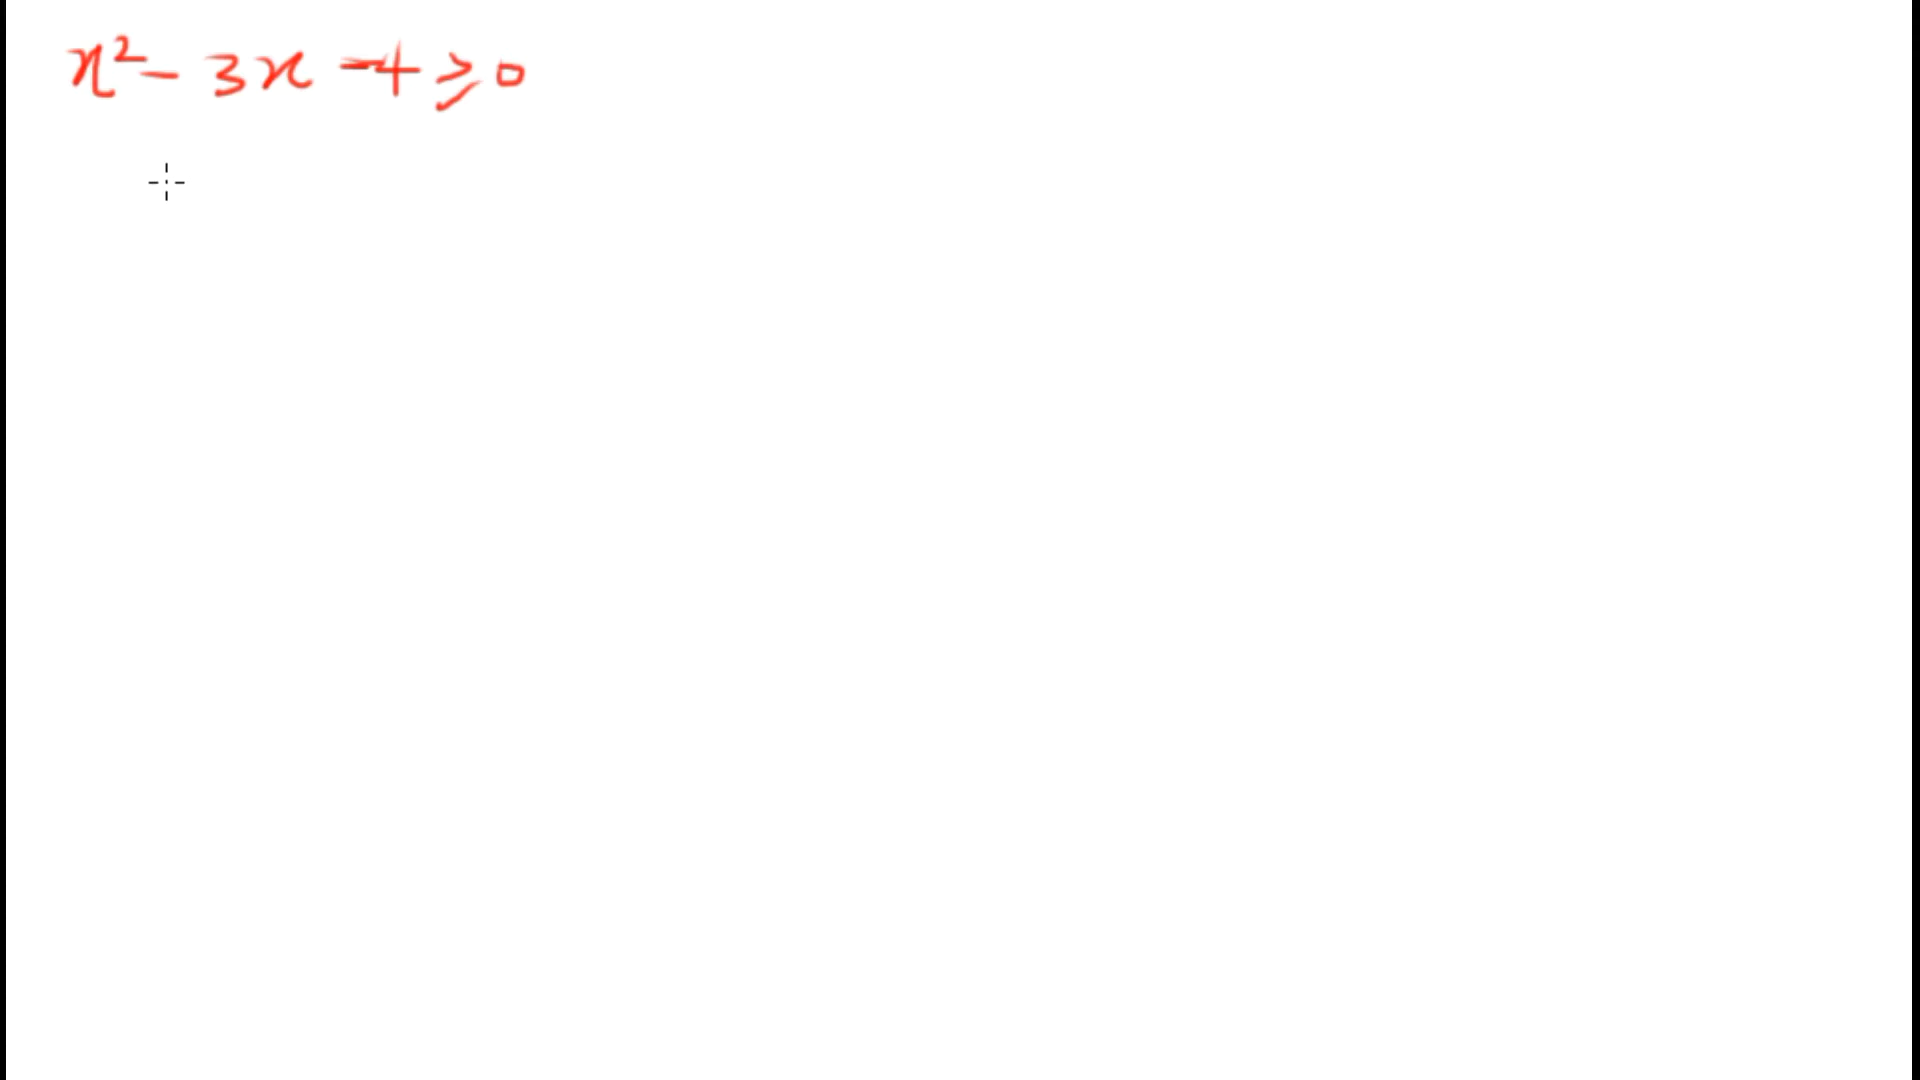 x² - 3x - 4 ⩾ 0